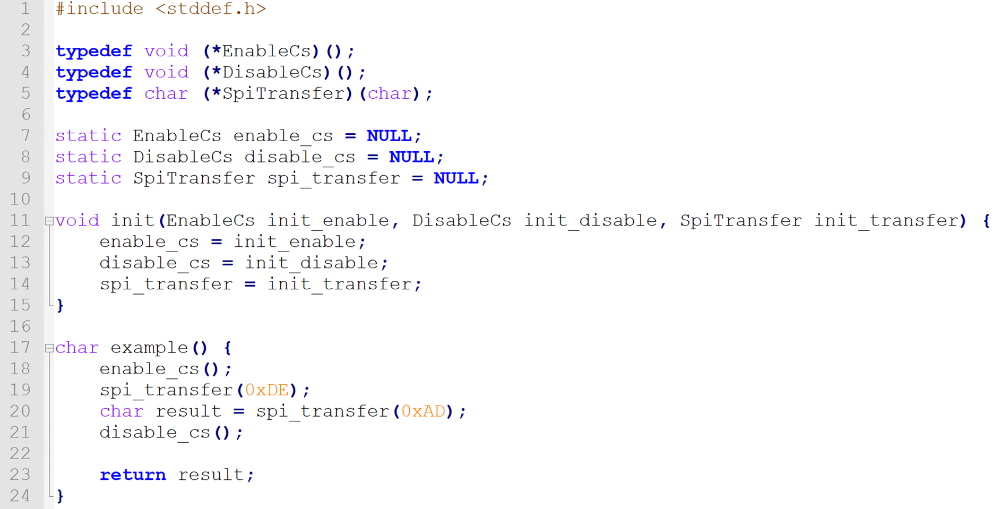 1 #include <stddef.h>
2
3 typedef void (*EnableCs)();
4 typedef void (*DisableCs)();
5 typedef char (*SpiTransfer)(char);
6
7 static EnableCs enable_cs = NULL;
8 static DisableCs disable_cs = NULL;
9 static SpiTransfer spi_transfer = NULL;
10
11 void init(EnableCs init_enable, DisableCs init_disable, SpiTransfer init_transfer) {
12     enable_cs = init_enable;
13     disable_cs = init_disable;
14     spi_transfer = init_transfer;
15 }
16
17 char example() {
18     enable_cs();
19     spi_transfer(0xDE);
20     char result = spi_transfer(0xAD);
21     disable_cs();
22
23     return result;
24 }